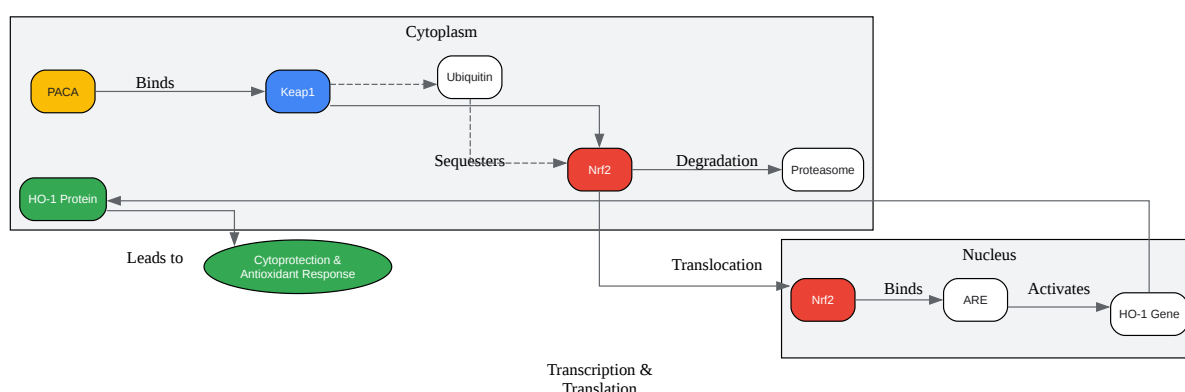 Cytoplasm
PACA
Binds
Keap1
Ubiquitin
Sequesters
Nrf2
Degradation
Proteasome
HO-1 Protein
Leads to
Cytoprotection &
Antioxidant Response
Translocation
Nucleus
Nrf2
Binds
ARE
Activates
HO-1 Gene
Transcription &
Translation